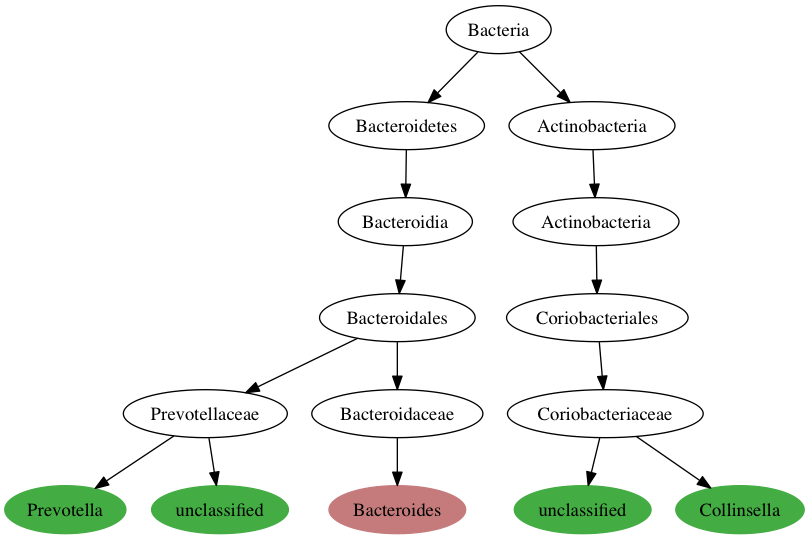 Bacteria
Bacteroidetes
Actinobacteria
Bacteroidia
Actinobacteria
Bacteroidales
Coriobacteriales
Prevotellaceae
Bacteroidaceae
Coriobacteriaceae
Prevotella
unclassified
Bacteroides
unclassified
Collinsella